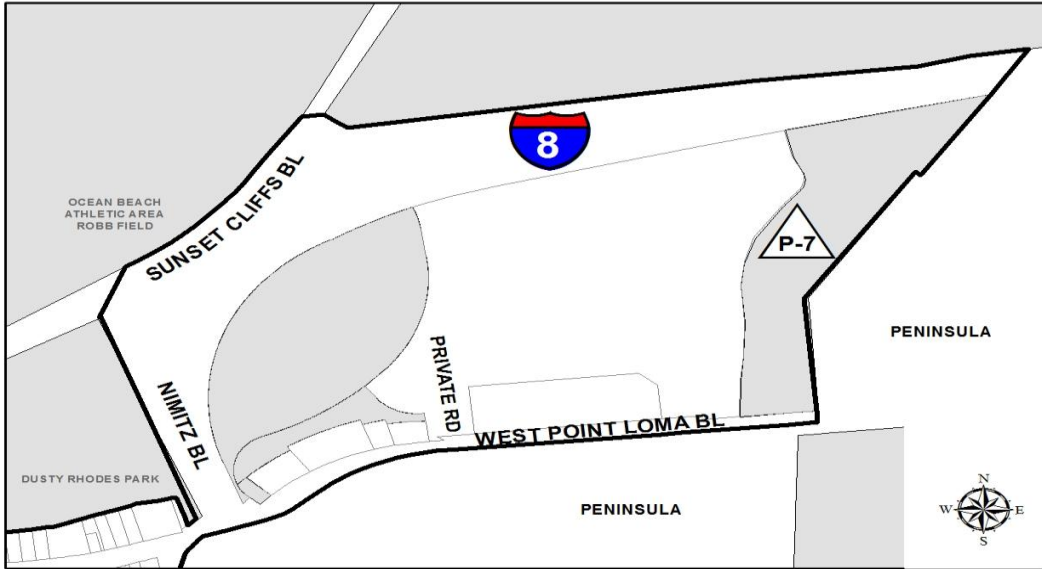 8
SUNSET CLIFFS BL
OCEAN BEACH
ATHLETIC AREA
ROBB FIELD
P-7
PENINSULA
PRIVATE RD
NIMITZ BL
WEST POINT LOMA BL
DUSTY RHODES PARK
PENINSULA
N
W
E
S